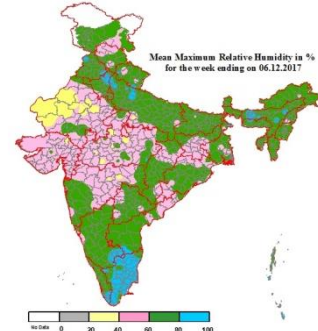 Mean Maximum Relative Humidity in %
for the week ending on 06.12.2017
No Data 0 20 40 60 80 100